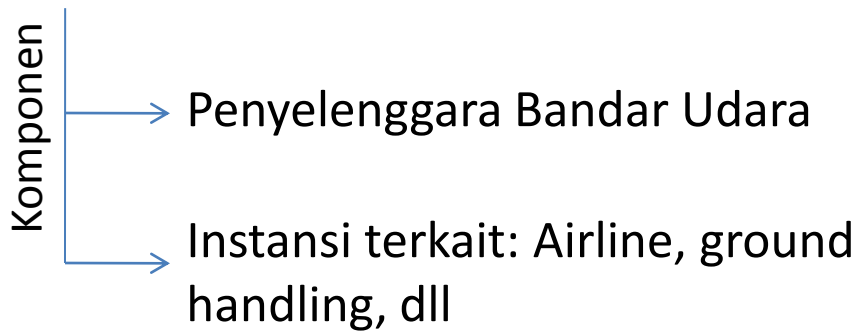 Komponen
Penyelenggara Bandar Udara
Instansi terkait: Airline, ground
handling, dll